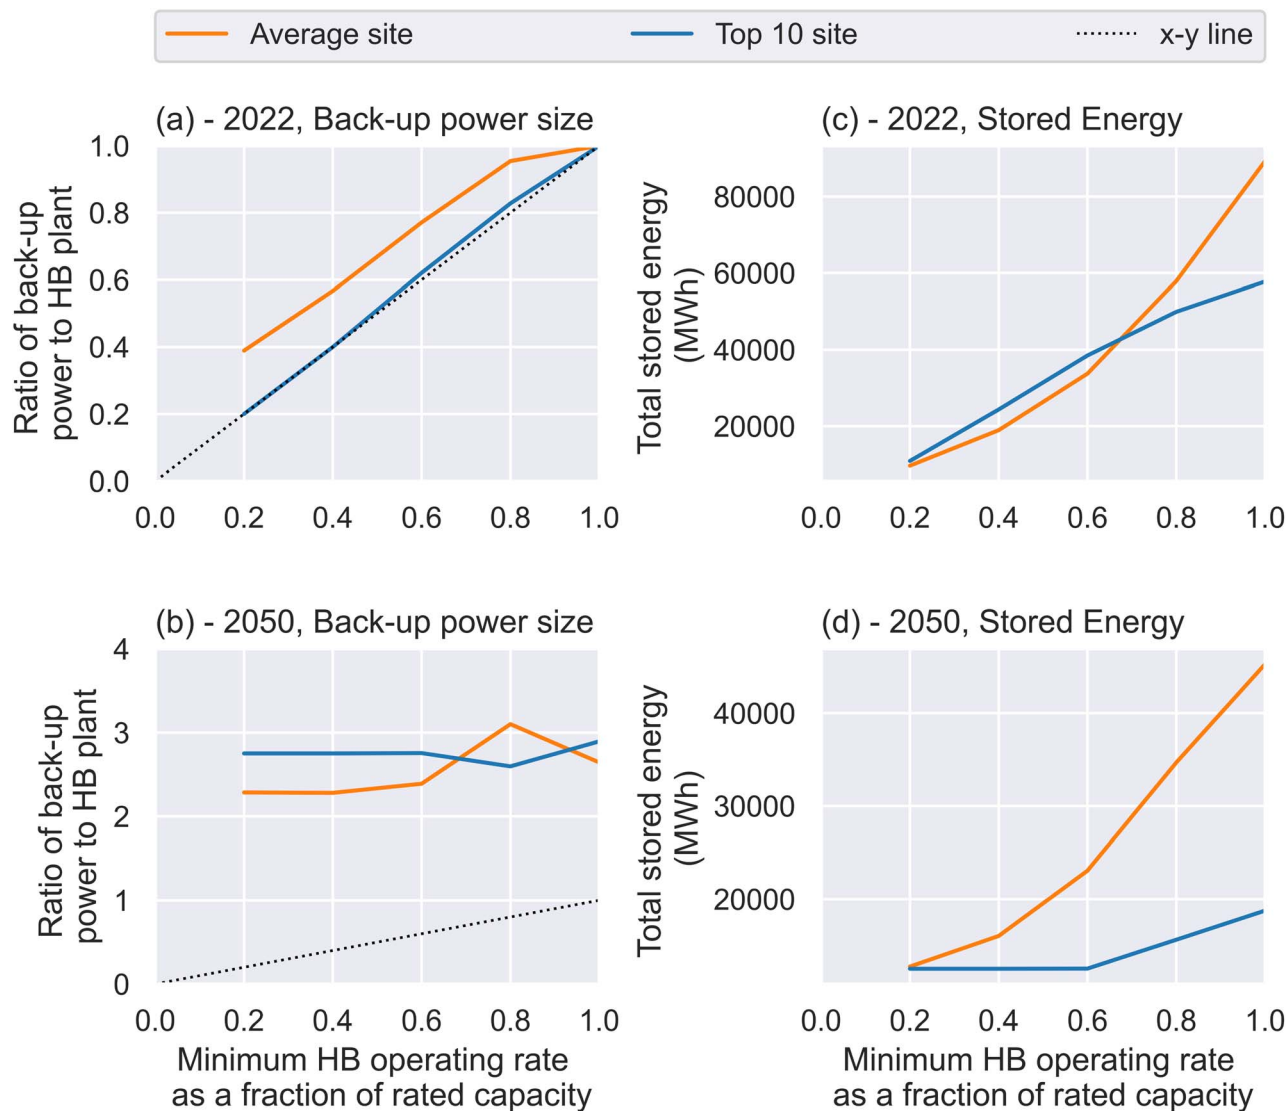 Average site
Top 10 site
x-y line
(a) - 2022, Back-up power size
1.0
0.8
0.6
0.4
0.2
0.0
Ratio of back-up
power to HB plant
0.0 0.2 0.4 0.6 0.8 1.0
(c) - 2022, Stored Energy
80000
60000
40000
20000
Total stored energy
(MWh)
0.0 0.2 0.4 0.6 0.8 1.0
(b) - 2050, Back-up power size
4
3
2
1
0
Ratio of back-up
power to HB plant
0.0 0.2 0.4 0.6 0.8 1.0
Minimum HB operating rate
as a fraction of rated capacity
(d) - 2050, Stored Energy
40000
30000
20000
Total stored energy
(MWh)
0.0 0.2 0.4 0.6 0.8 1.0
Minimum HB operating rate
as a fraction of rated capacity